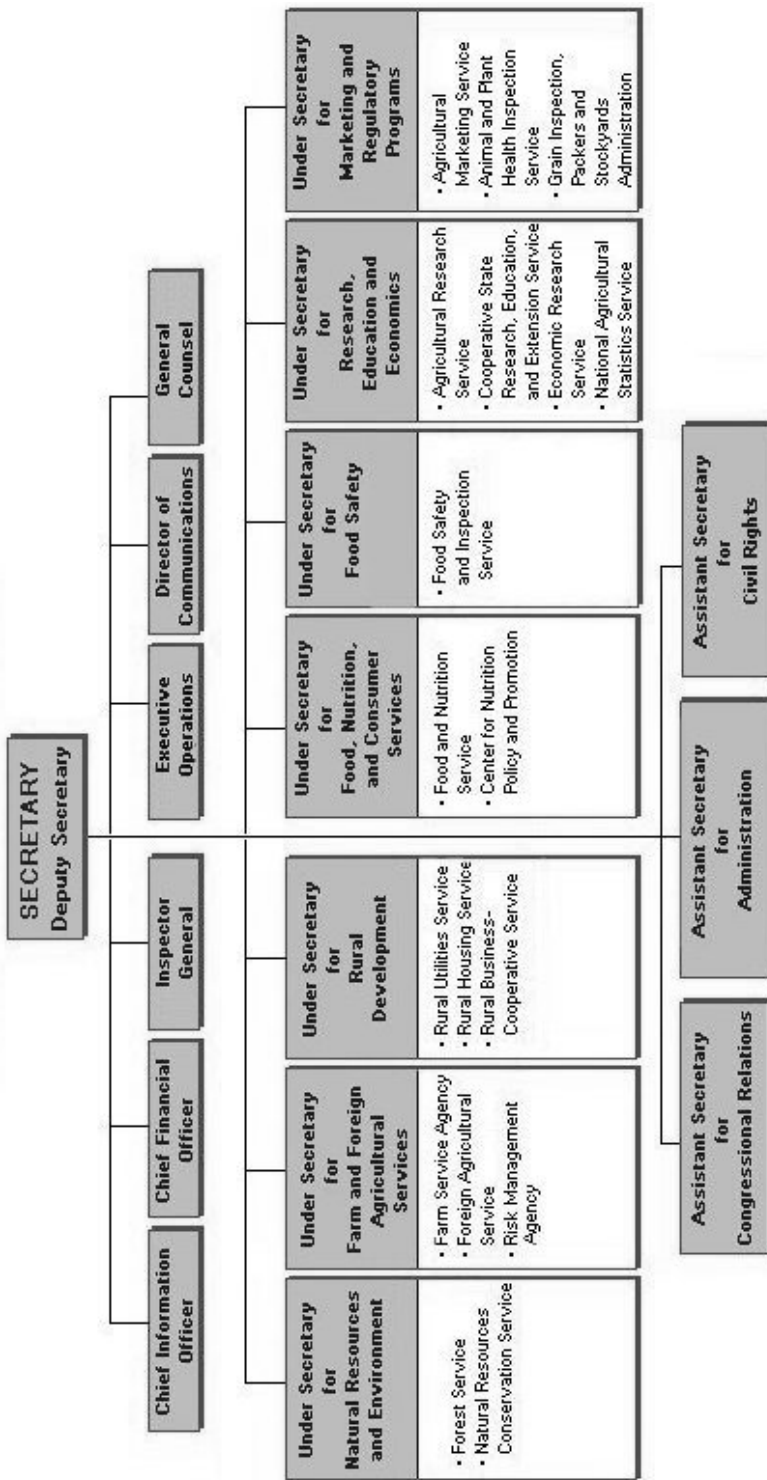 SECRETARY
Deputy Secretary
Chief Information
Officer
Chief Financial
Officer
Inspector
General
Executive
Operations
Director of
Communications
General
Counsel
Under Secretary
for
Natural Resources
and Environment
• Forest Service
• Natural Resources
Conservation Service
Under Secretary
for
Farm and Foreign
Agricultural
Services
• Farm Service Agency
• Foreign Agricultural
Service
• Risk Management
Agency
Under Secretary
for
Rural
Development
• Rural Utilities Service
• Rural Housing Service
• Rural Business-
Cooperative Service
Under Secretary
for
Food, Nutrition,
and Consumer
Services
• Food and Nutrition
Service
• Center for Nutrition
Policy and Promotion
Under Secretary
for
Food Safety
• Food Safety
and Inspection
Service
Under Secretary
for
Research,
Education and
Economics
• Agricultural Research
Service
• Cooperative State
Research, Education,
and Extension Service
• Economic Research
Service
• National Agricultural
Statistics Service
Under Secretary
for
Marketing and
Regulatory
Programs
• Agricultural
Marketing Service
• Animal and Plant
Health Inspection
Service
• Grain Inspection,
Packers and
Stockyards
Administration
Assistant Secretary
for
Congressional Relations
Assistant Secretary
for
Administration
Assistant Secretary
for
Civil Rights